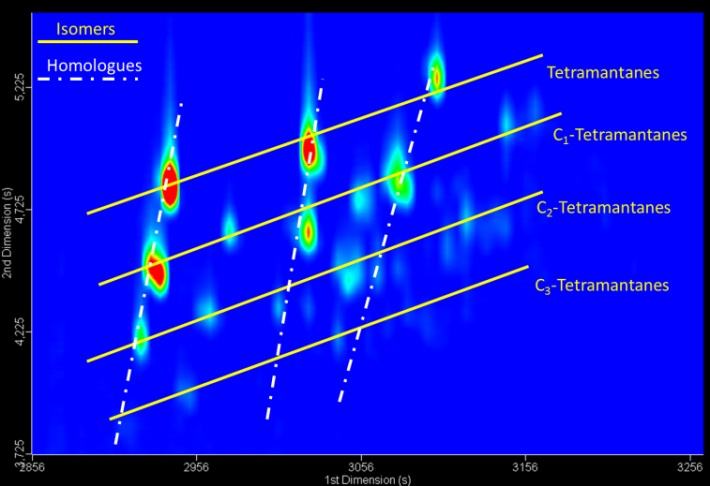 Isomers
Homologues
Tetramantanes
C₁-Tetramantanes
C₂-Tetramantanes
C₃-Tetramantanes
2nd Dimension (s)
5,225
4,725
4,225
3,725
2856
2956
3056
3156
3256
1st Dimension (s)